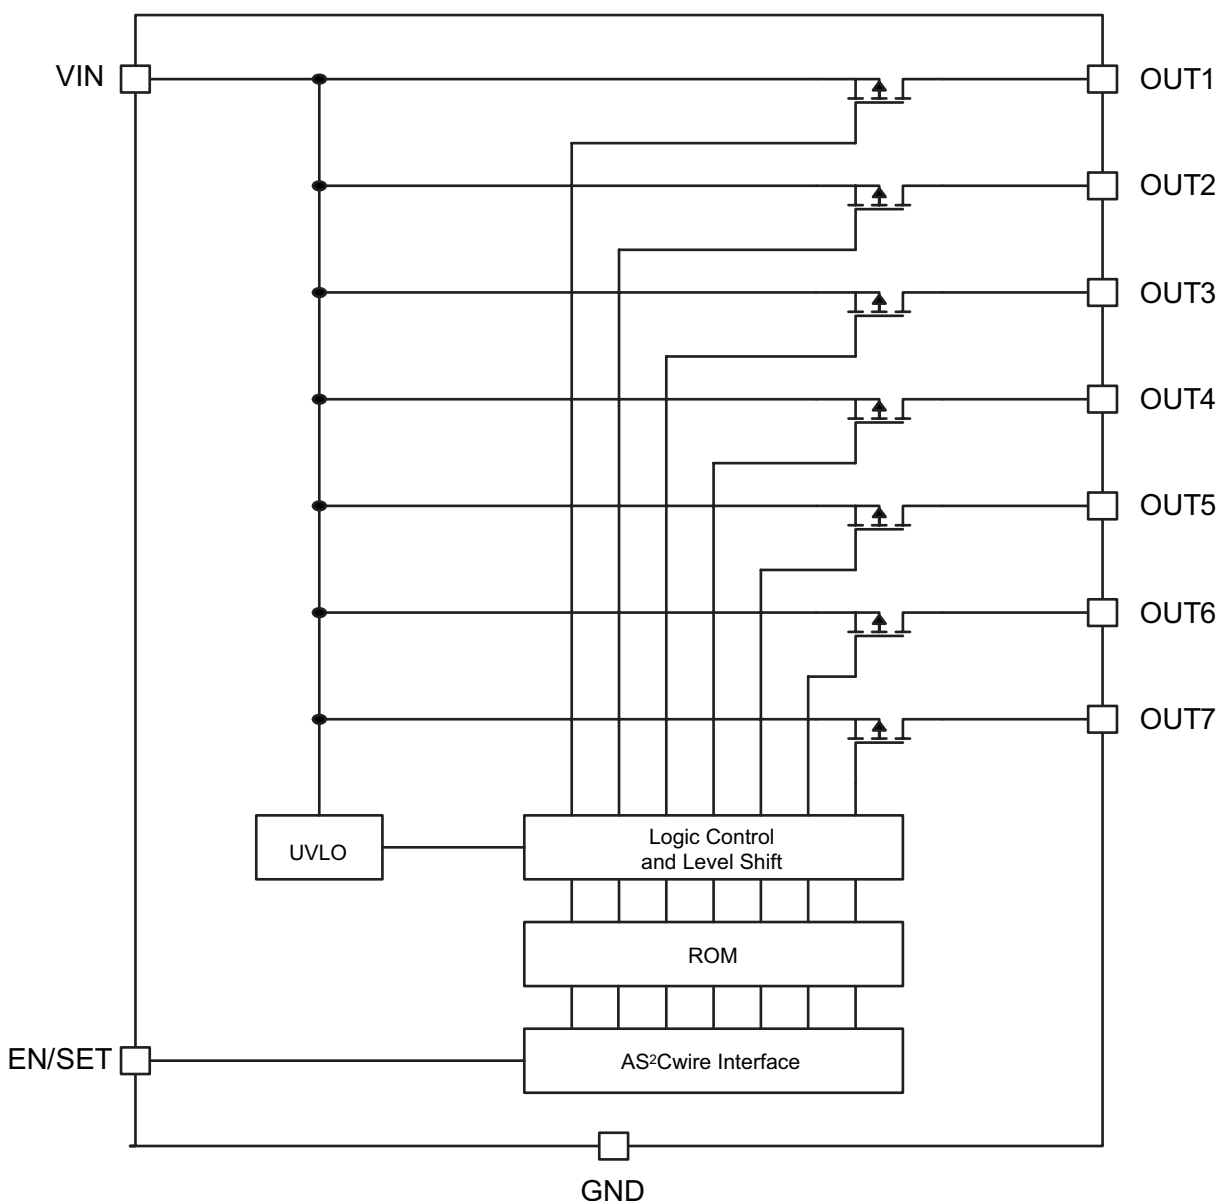 VIN
OUT1
OUT2
OUT3
OUT4
OUT5
OUT6
OUT7
UVLO
Logic Control
and Level Shift
ROM
EN/SET
AS²Cwire Interface
GND